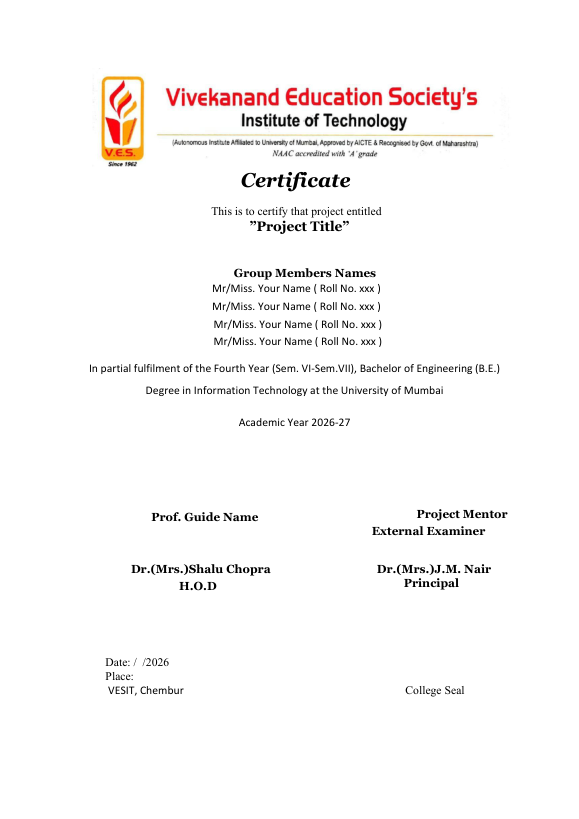 Vivekanand Education Society's
Institute of Technology
(Autonomous Institute Affiliated to University of Mumbai, Approved by AICTE & Recognised by Govt. of Maharashtra)
NAAC accredited with 'A' grade
V.E.S.
Since 1962
Certificate
This is to certify that project entitled
”Project Title”
Group Members Names
Mr/Miss. Your Name ( Roll No. xxx )
Mr/Miss. Your Name ( Roll No. xxx )
Mr/Miss. Your Name ( Roll No. xxx )
Mr/Miss. Your Name ( Roll No. xxx )
In partial fulfilment of the Fourth Year (Sem. VI-Sem.VII), Bachelor of Engineering (B.E.)
Degree in Information Technology at the University of Mumbai
Academic Year 2026-27
Prof. Guide Name
Project Mentor
External Examiner
Dr.(Mrs.)Shalu Chopra
H.O.D
Dr.(Mrs.)J.M. Nair
Principal
Date: / /2026
Place:
VESIT, Chembur
College Seal